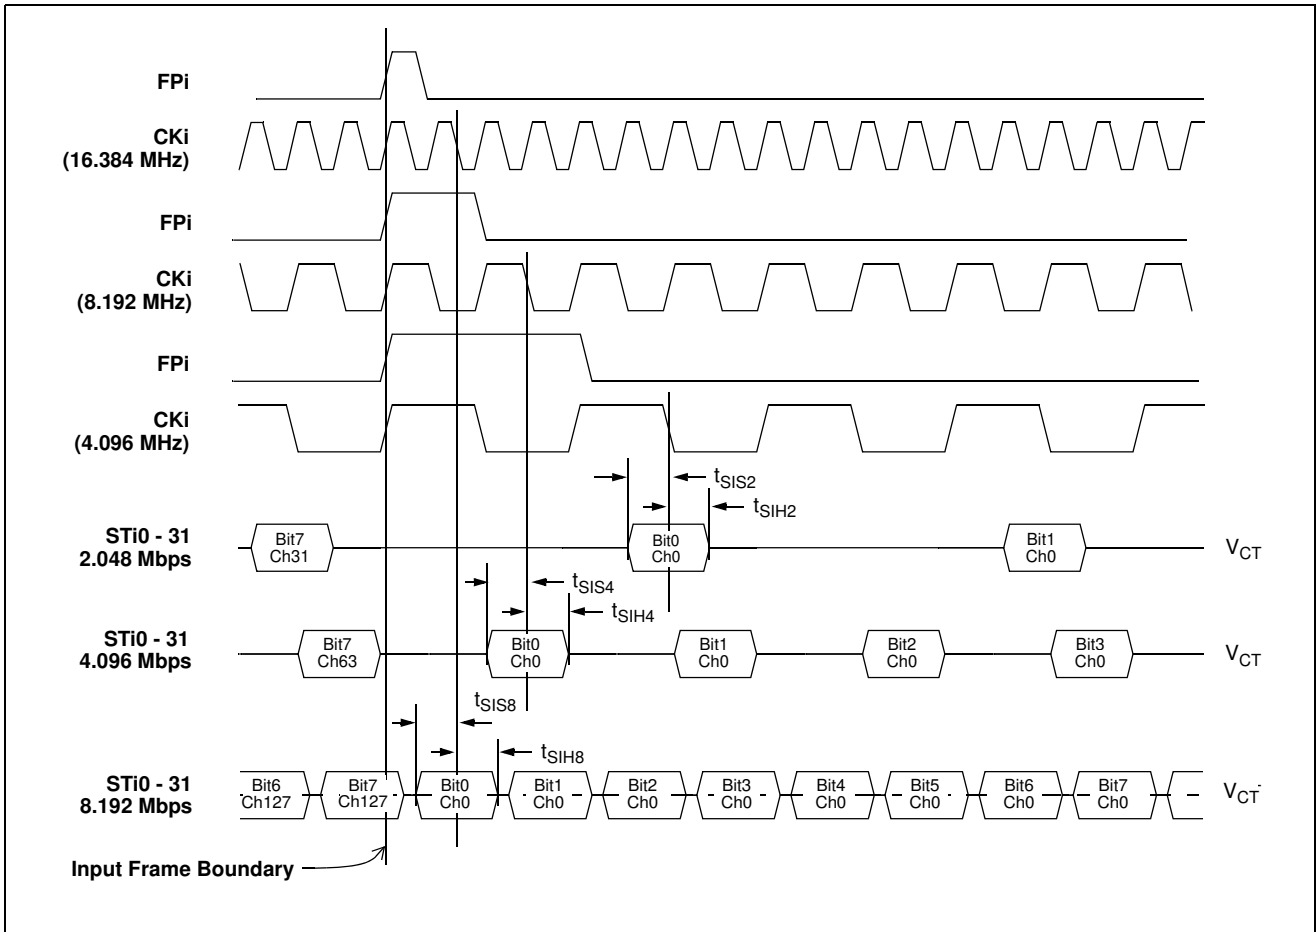 FPi
CKi
(16.384 MHz)
FPi
CKi
(8.192 MHz)
FPi
CKi
(4.096 MHz)
tSIS2
tSIH2
STi0 - 31
2.048 Mbps
Bit7
Ch31
Bit0
Ch0
Bit1
Ch0
VCT
tSIS4
tSIH4
STi0 - 31
4.096 Mbps
Bit7
Ch63
Bit0
Ch0
Bit1
Ch0
Bit2
Ch0
Bit3
Ch0
VCT
tSIS8
tSIH8
STi0 - 31
8.192 Mbps
Bit6
Ch127
Bit7
Ch127
Bit0
Ch0
Bit1
Ch0
Bit2
Ch0
Bit3
Ch0
Bit4
Ch0
Bit5
Ch0
Bit6
Ch0
Bit7
Ch0
VCT
Input Frame Boundary